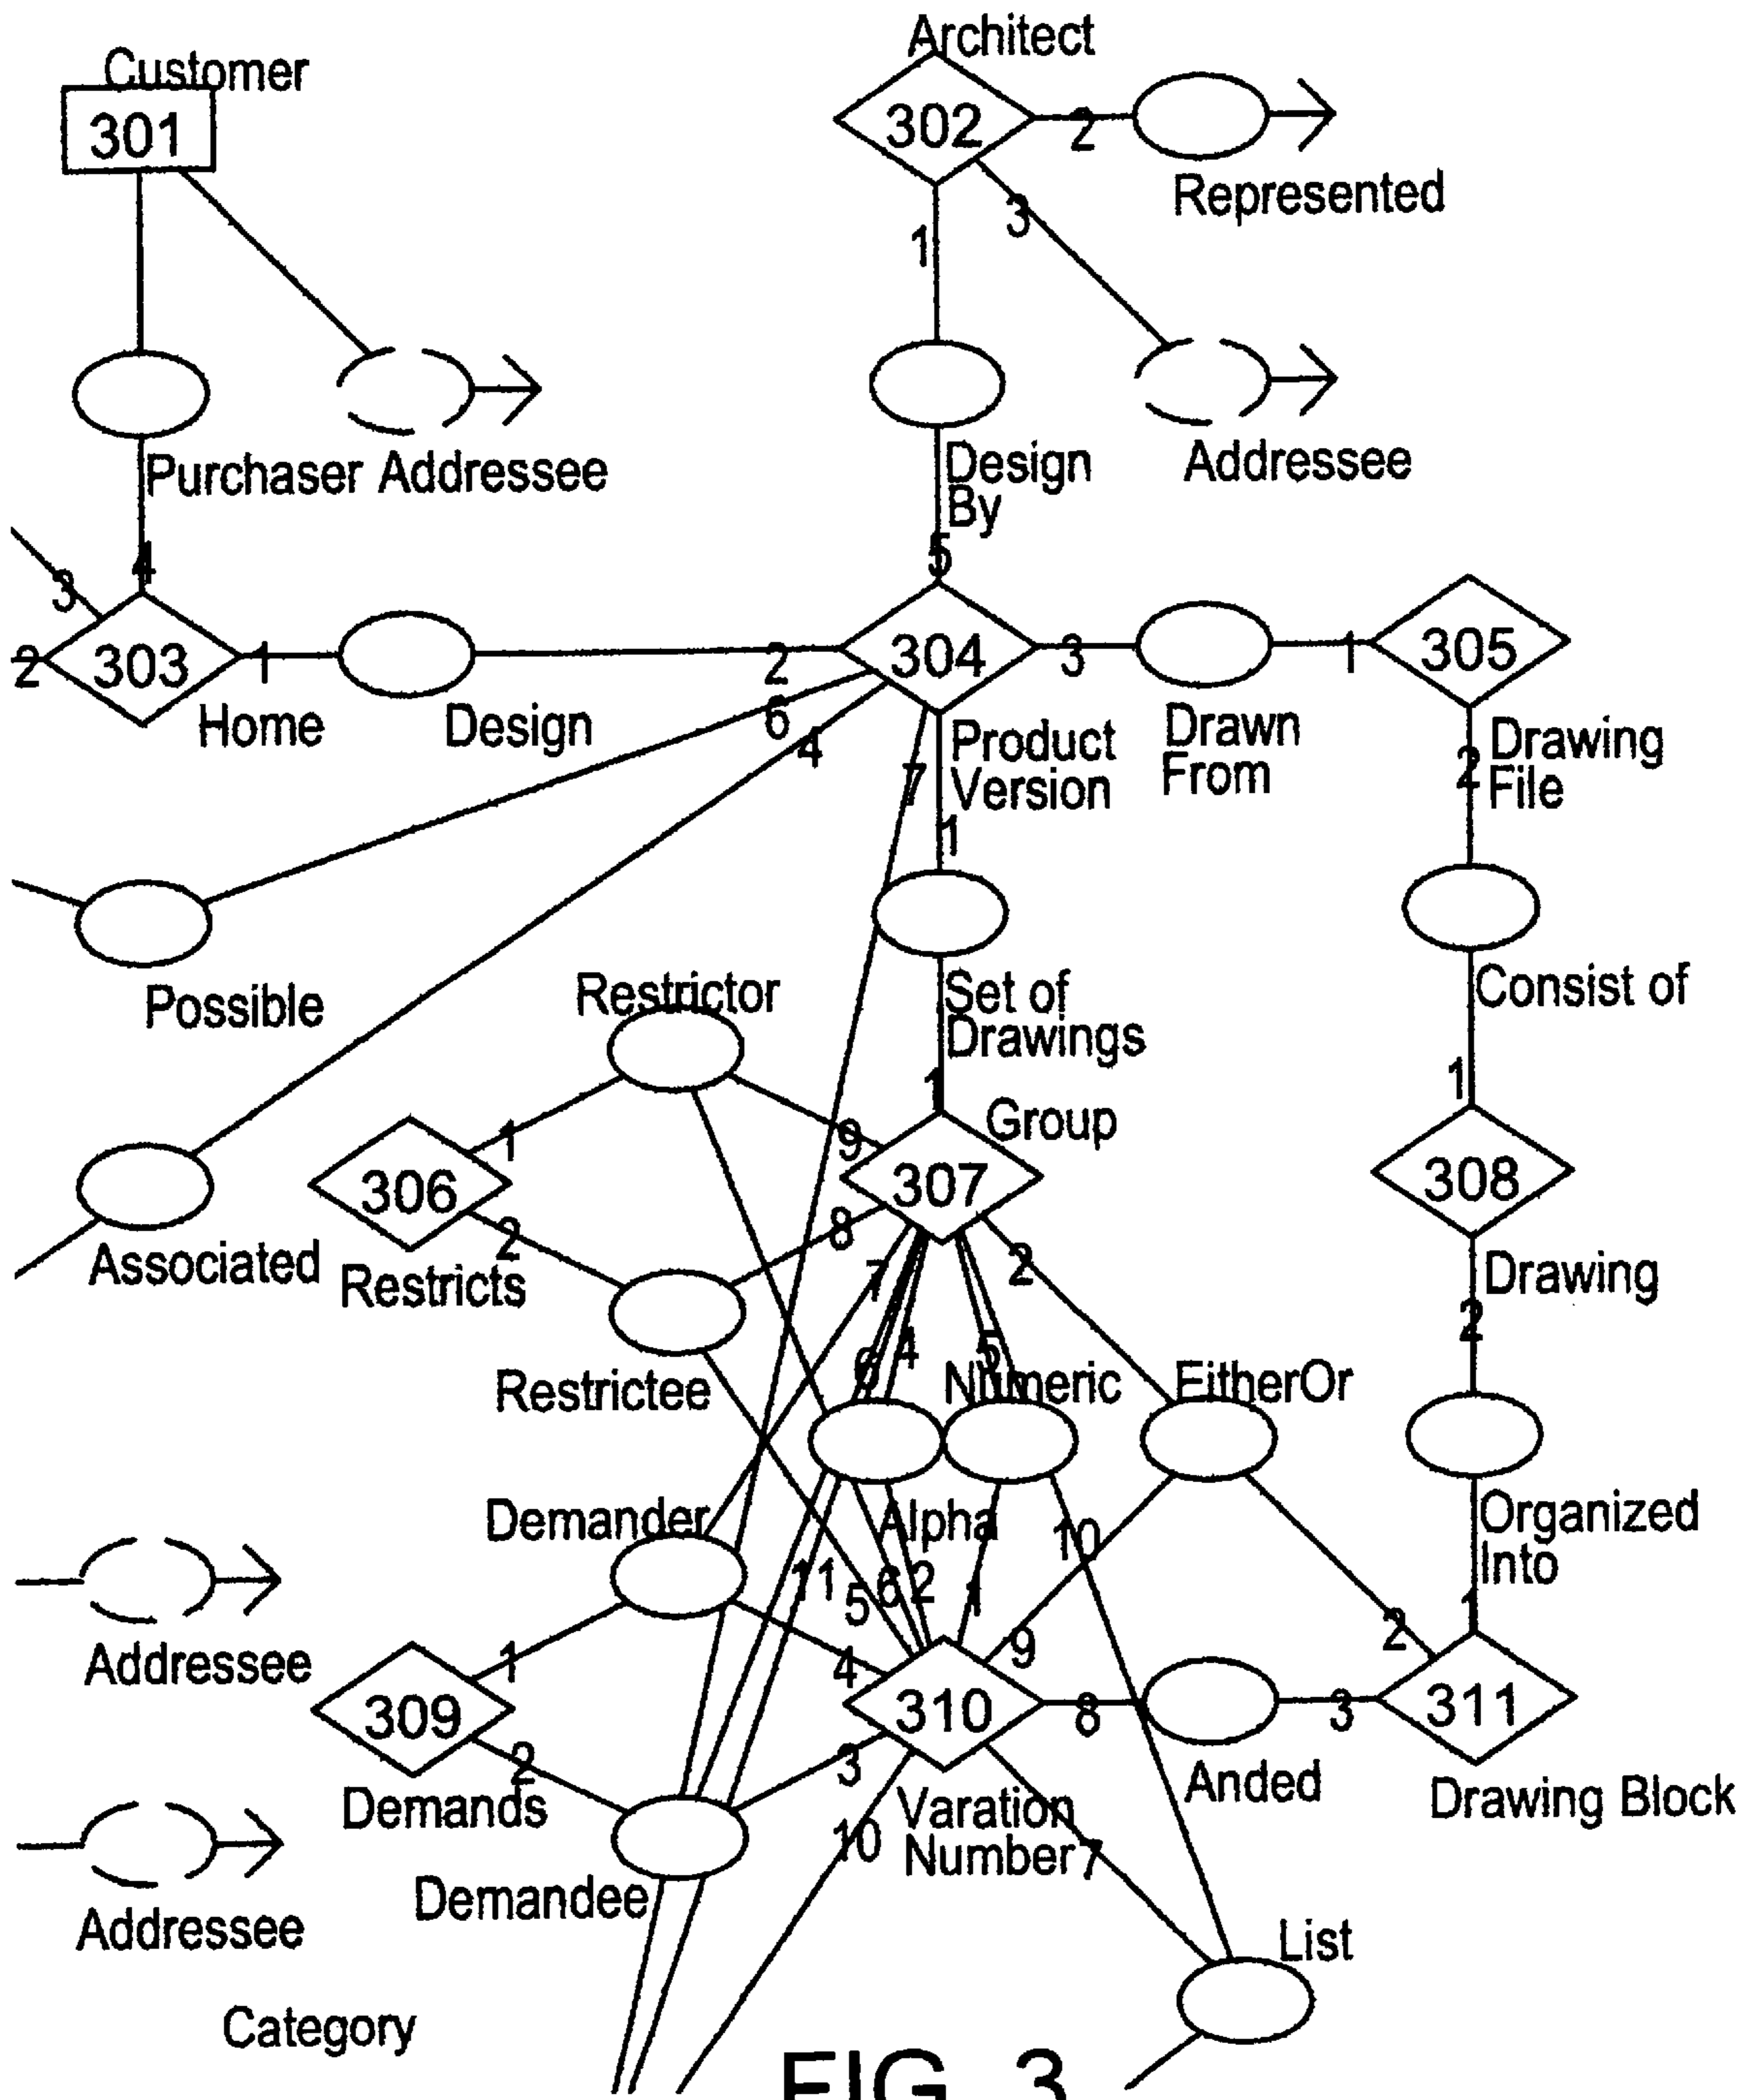 Architect
Customer
301
302
2
Represented
1
3
Purchaser Addressee
Design
By
Addressee
3
4
5
2
303
1
2
304
3
1
305
Home
Design
6
4
7
Product
Version
1
Drawn
From
2
Drawing
File
Possible
Restrictor
Set of
Drawings
Consist of
1
9
1
Group
1
306
307
308
2
8
Associated
Restricts
7
2
Drawing
6
4
5
2
Restrictee
Numeric
EitherOr
Demander
Alpha
10
Organized
Into
11
5
6
2
1
1
Addressee
1
4
9
2
309
310
8
3
311
2
3
Demands
Varation
Number
Anded
Drawing Block
10
7
Demandee
Addressee
List
Category
FIG. 3